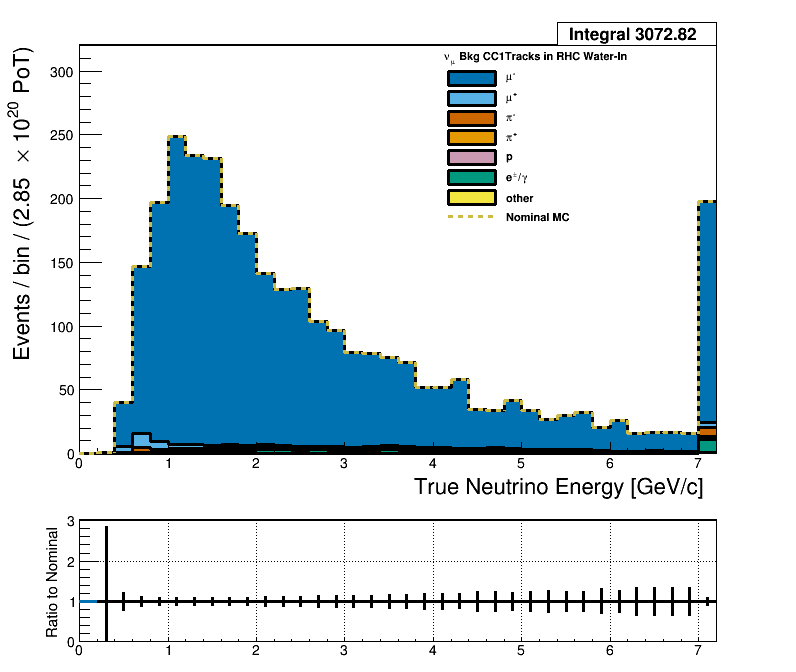 Integral 3072.82
ν_μ Bkg CC1Tracks in RHC Water-In
μ⁻
μ⁺
π⁻
π⁺
p
e±/γ
other
Nominal MC
Events / bin / (2.85 × 10²⁰ PoT)
300
250
200
150
100
50
0
0 1 2 3 4 5 6 7
True Neutrino Energy [GeV/c]
Ratio to Nominal
3
2
1
0
0 1 2 3 4 5 6 7